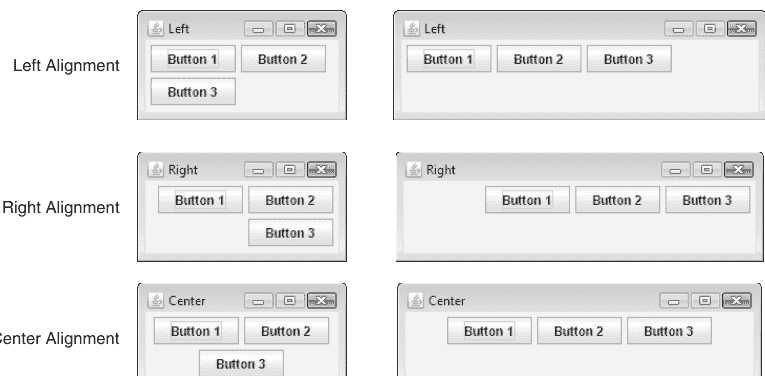 Left
Left
Left Alignment
Button 1 Button 2
Button 1 Button 2 Button 3
Button 3
Right
Right
Right Alignment
Button 1 Button 2
Button 1 Button 2 Button 3
Button 3
Center
Center
Center Alignment
Button 1 Button 2
Button 1 Button 2 Button 3
Button 3